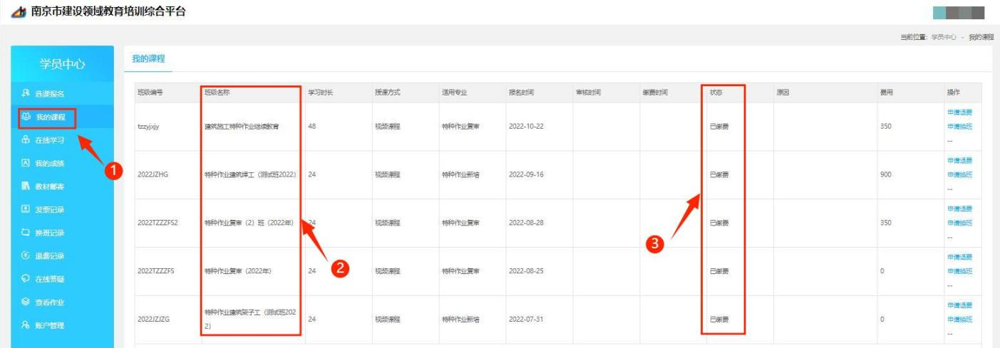 南京市建设领域教育培训综合平台
当前位置：学员中心 - 我的课程
学员中心
我的课程
选课报名
我的课程
在线学习
我的成绩
教材邮寄
发票记录
换班记录
退费记录
在线答疑
查看作业
账户管理
1
班级编号 班级名称 学习时长 授课方式 适用专业 报名时间 审核时间 缴费时间 状态 原因 费用 操作
tzzyjxjy 建筑施工特种作业继续教育 48 视频课程 特种作业复审 2022-10-22 已缴费 350 申请退费
申请换班
--
2022JZHG 特种作业建筑焊工（测试班2022） 24 视频课程 特种作业新培 2022-09-16 已缴费 900 申请退费
申请换班
--
2022TZZZFS2 特种作业复审（2）班（2022年） 24 视频课程 特种作业复审 2022-08-28 已缴费 350 申请退费
申请换班
--
2
3
2022TZZZFS 特种作业复审（2022年） 24 视频课程 特种作业复审 2022-08-25 已缴费 0 申请退费
申请换班
--
2022JZJZG 特种作业建筑架子工（测试班202
2） 24 视频课程 特种作业新培 2022-07-31 已缴费 0 申请退费
申请换班
--